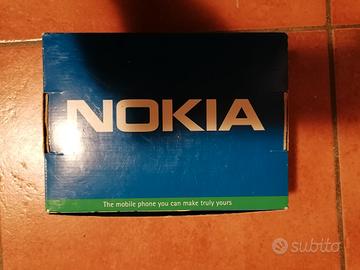 NOKIA
The mobile phone you can make truly yours
subito